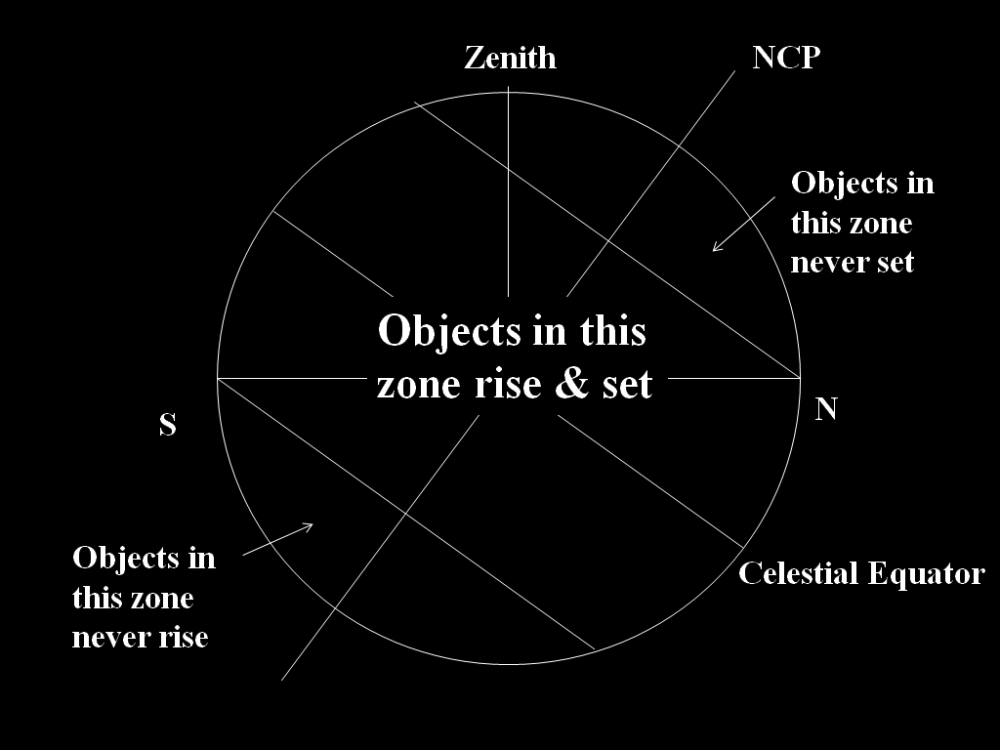 Zenith
NCP
Objects in
this zone
never set
Objects in this
zone rise & set
S
N
Objects in
this zone
never rise
Celestial Equator